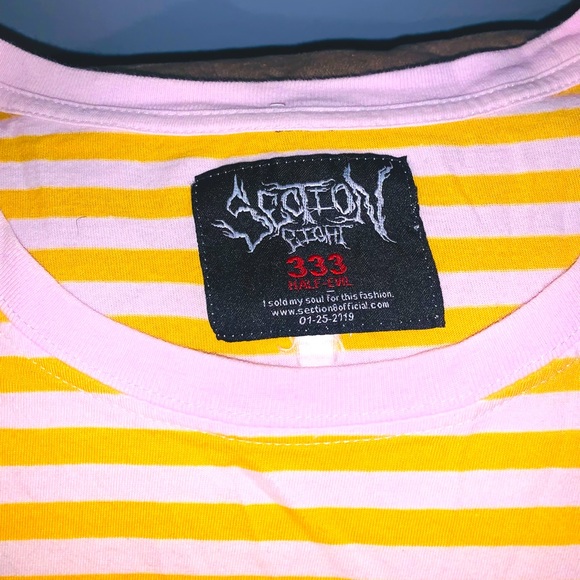 SECTION
EIGHT
333
HALF-EVIL
I sold my soul for this fashion.
www.section8official.com
01-25-2119